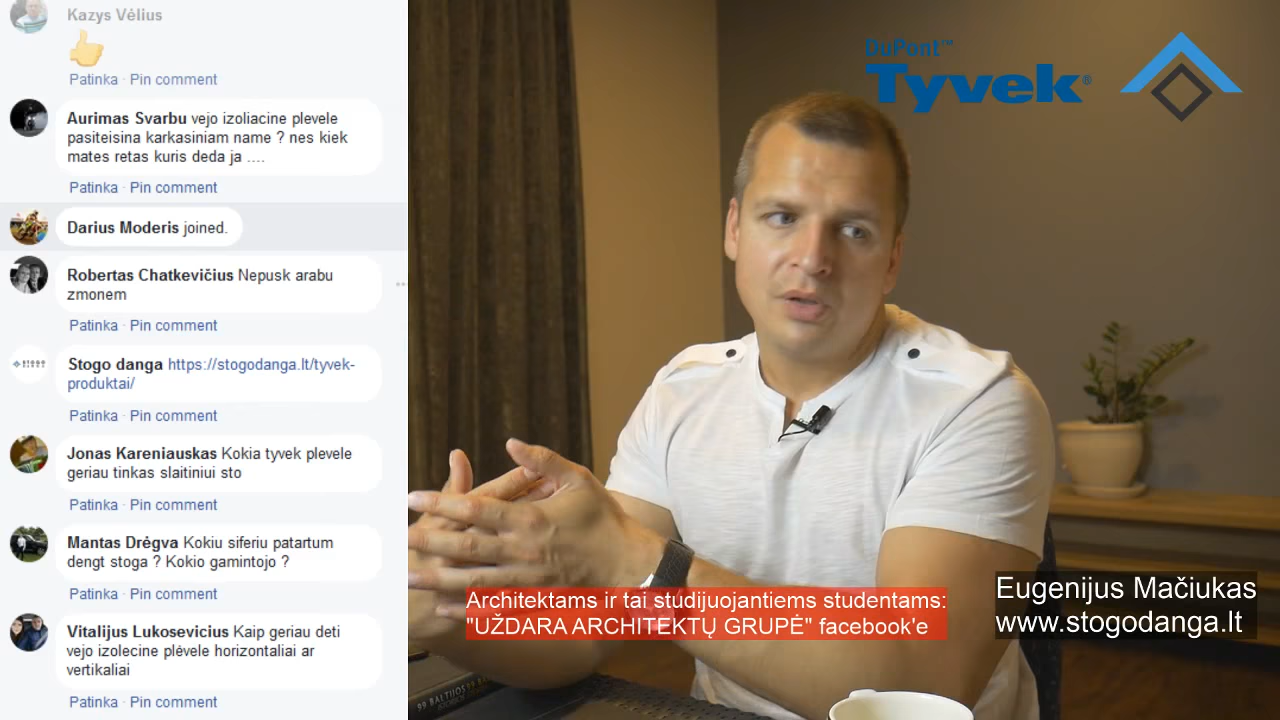 Kazys Vėlius
Patinka · Pin comment
Aurimas Svarbu vejo izoliacine plevele
pasiteisina karkasiniam name ? nes kiek
mates retas kuris deda ja ....
Patinka · Pin comment
Darius Moderis joined.
Robertas Chatkevičius Nepusk arabu
zmonem
Patinka · Pin comment
Stogo danga https://stogodanga.lt/tyvek-
produktai/
Patinka · Pin comment
Jonas Kareniauskas Kokia tyvek plevele
geriau tinkas slaitiniui sto
Patinka · Pin comment
Mantas Drėgva Kokiu siferiu patartum
dengt stoga ? Kokio gamintojo ?
Patinka · Pin comment
Vitalijus Lukosevicius Kaip geriau deti
vejo izolecine plėvele horizontaliai ar
vertikaliai
Patinka · Pin comment
DuPont™
Tyvek®
Architektams ir tai studijuojantiems studentams:
"UŽDARA ARCHITEKTŲ GRUPĖ" facebook'e
Eugenijus Mačiukas
www.stogodanga.lt
99 BALTIJOS